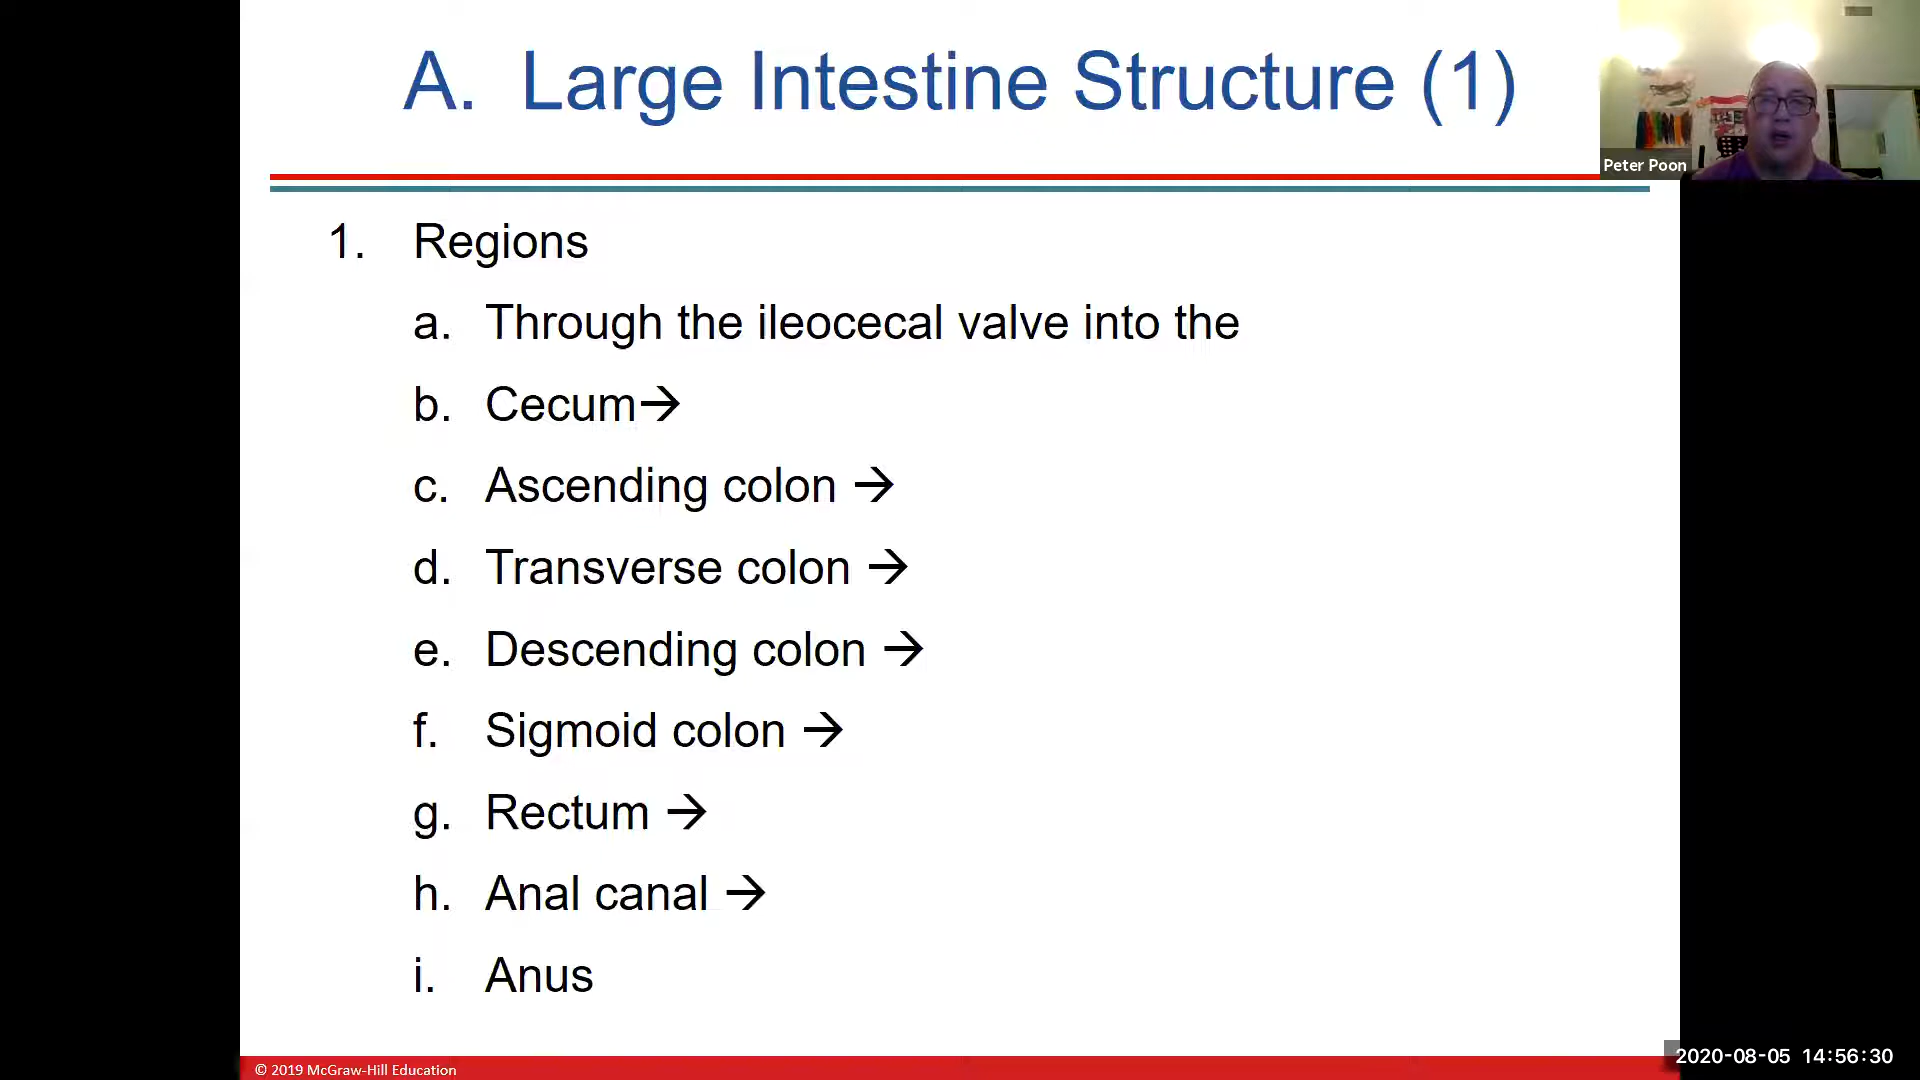 A. Large Intestine Structure (1)
Peter Poon
1. Regions
a. Through the ileocecal valve into the
b. Cecum→
c. Ascending colon →
d. Transverse colon →
e. Descending colon →
f. Sigmoid colon →
g. Rectum →
h. Anal canal →
i. Anus
© 2019 McGraw-Hill Education
2020-08-05 14:56:30